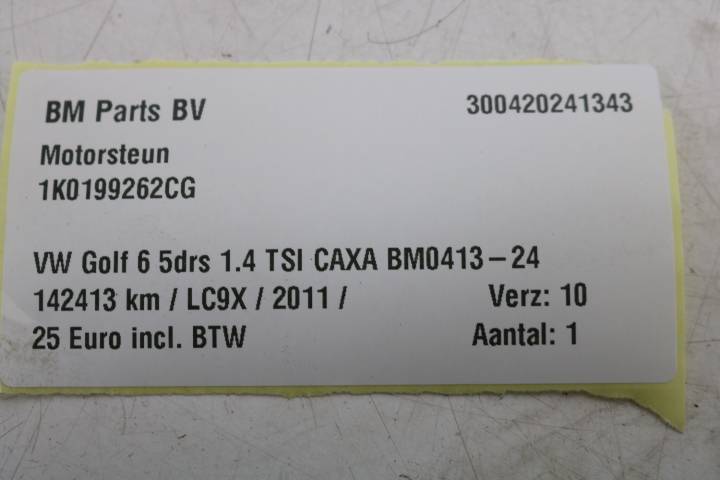 BM Parts BV 300420241343
Motorsteun
1K0199262CG
VW Golf 6 5drs 1.4 TSI CAXA BM0413-24
142413 km / LC9X / 2011 / Verz: 10
25 Euro incl. BTW Aantal: 1